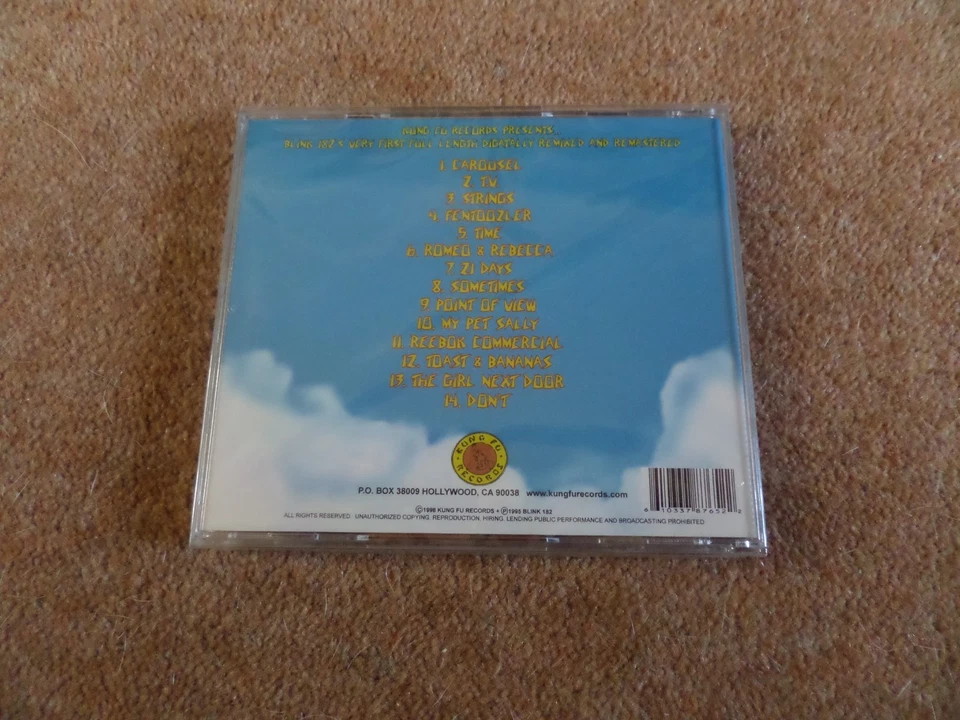 KUNG FU RECORDS PRESENTS...
BLINK 182'S VERY FIRST FULL LENGTH DIGITALLY REMIXED AND REMASTERED
1. CAROUSEL
2. TV
3. STRINGS
4. FENTOOZLER
5. TIME
6. ROMEO & REBECCA
7. 21 DAYS
8. SOMETIMES
9. POINT OF VIEW
10. MY PET SALLY
11. REEBOK COMMERCIAL
12. TOAST & BANANAS
13. THE GIRL NEXT DOOR
14. DON'T
KUNG FU
RECORDS
P.O. BOX 38009 HOLLYWOOD, CA 90038 www.kungfurecords.com
6 10337 87652 2
©1998 KUNG FU RECORDS • ℗1995 BLINK 182
ALL RIGHTS RESERVED. UNAUTHORIZED COPYING, REPRODUCTION, HIRING, LENDING PUBLIC PERFORMANCE AND BROADCASTING PROHIBITED